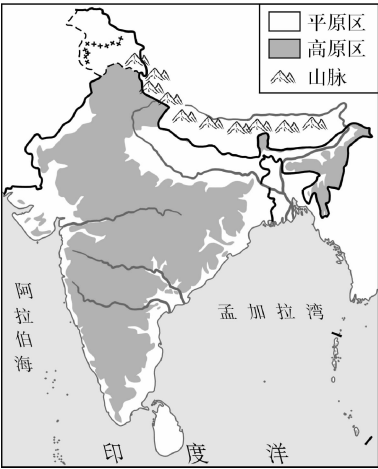 平原区
高原区
山脉
阿拉伯海
孟加拉湾
印度洋